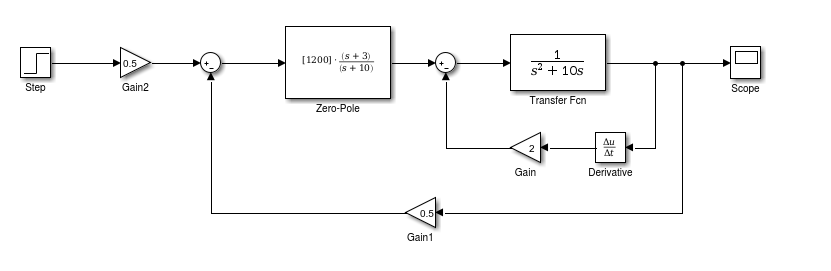 Step
0.5
Gain2
+
-
[1200] · (s + 3)
(s + 10)
Zero-Pole
+
-
1
s² + 10s
Transfer Fcn
Scope
2
Gain
Δu
Δt
Derivative
0.5
Gain1